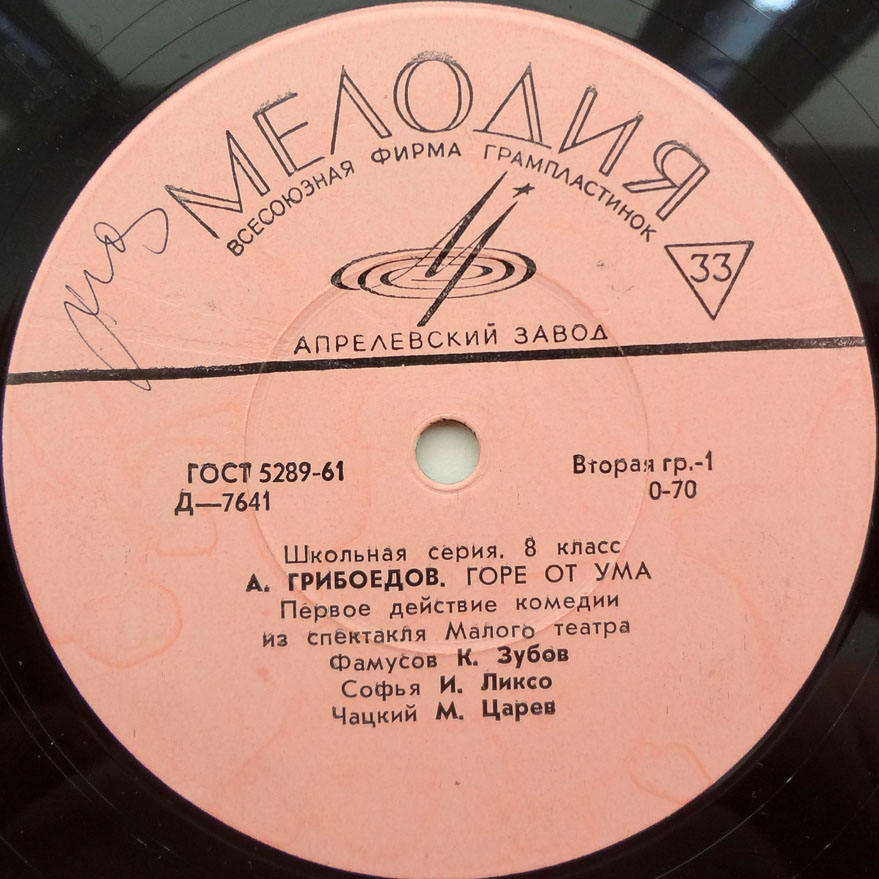 МЕЛОДИЯ
ВСЕСОЮЗНАЯ ФИРМА ГРАМПЛАСТИНОК
33
АПРЕЛЕВСКИЙ ЗАВОД
ГОСТ 5289-61
Д—7641
Вторая гр.-1
0-70
Школьная серия. 8 класс
А. ГРИБОЕДОВ. ГОРЕ ОТ УМА
Первое действие комедии
из спектакля Малого театра
Фамусов К. Зубов
Софья И. Ликсо
Чацкий М. Царев